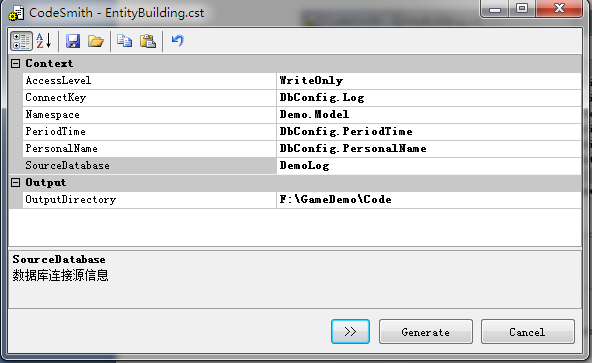 CodeSmith - EntityBuilding.cst
Context
AccessLevel WriteOnly
ConnectKey DbConfig.Log
Namespace Demo.Model
PeriodTime DbConfig.PeriodTime
PersonalName DbConfig.PersonalName
SourceDatabase DemoLog
Output
OutputDirectory F:\GameDemo\Code
SourceDatabase
数据库连接源信息
>> Generate Cancel